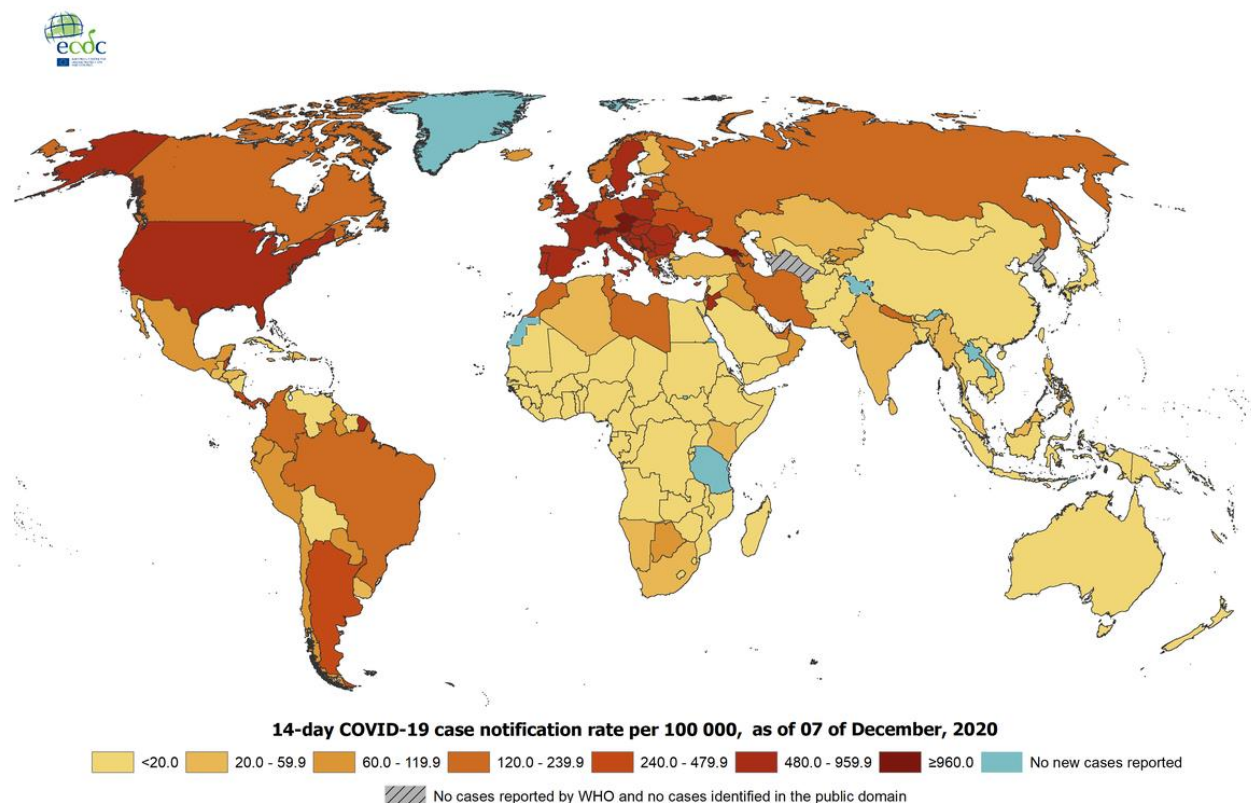 ecdc
14-day COVID-19 case notification rate per 100 000, as of 07 of December, 2020
<20.0 20.0 - 59.9 60.0 - 119.9 120.0 - 239.9 240.0 - 479.9 480.0 - 959.9 ≥960.0 No new cases reported
No cases reported by WHO and no cases identified in the public domain